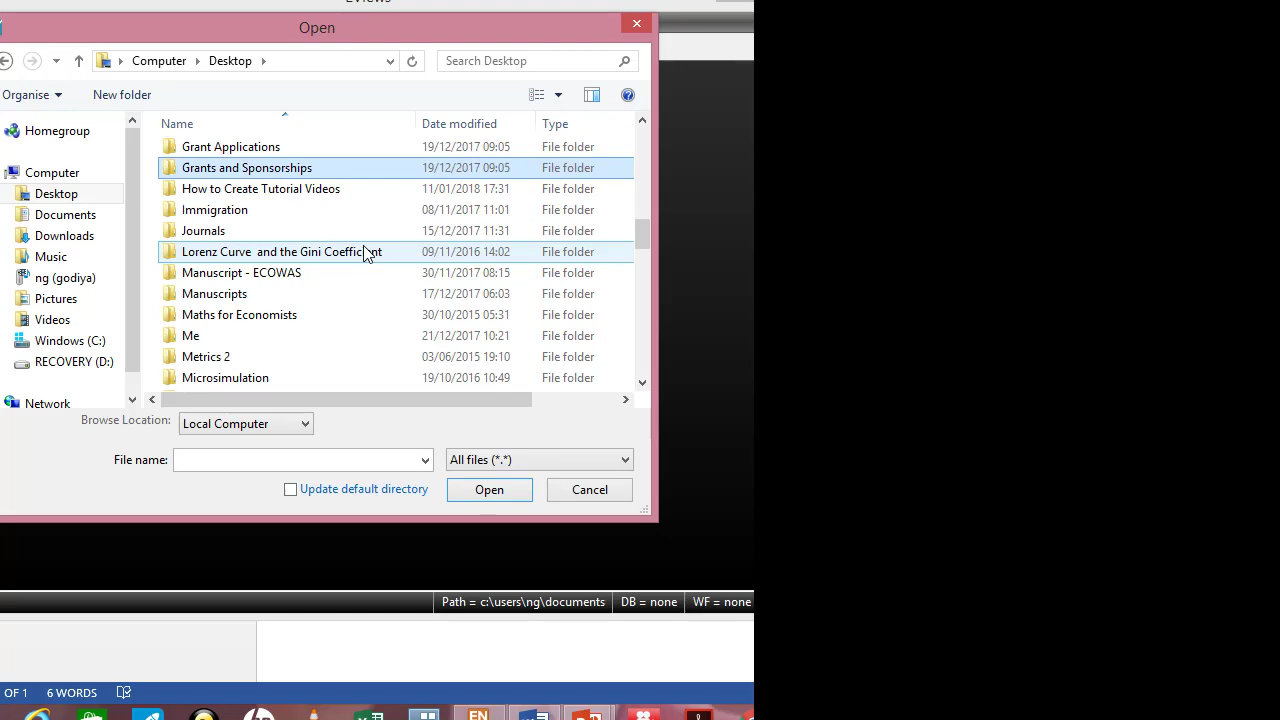 EViews
Open
Computer Desktop Search Desktop
Organise New folder
Name Date modified Type
Homegroup
Computer
Desktop
Documents
Downloads
Music
ng (godiya)
Pictures
Videos
Windows (C:)
RECOVERY (D:)
Network
Grant Applications 19/12/2017 09:05 File folder
Grants and Sponsorships 19/12/2017 09:05 File folder
How to Create Tutorial Videos 11/01/2018 17:31 File folder
Immigration 08/11/2017 11:01 File folder
Journals 15/12/2017 11:31 File folder
Lorenz Curve and the Gini Coefficient 09/11/2016 14:02 File folder
Manuscript - ECOWAS 30/11/2017 08:15 File folder
Manuscripts 17/12/2017 06:03 File folder
Maths for Economists 30/10/2015 05:31 File folder
Me 21/12/2017 10:21 File folder
Metrics 2 03/06/2015 19:10 File folder
Microsimulation 19/10/2016 10:49 File folder
Browse Location: Local Computer
File name: All files (*.*)
Update default directory Open Cancel
Path = c:\users\ng\documents DB = none WF = none
OF 1 6 WORDS
EN